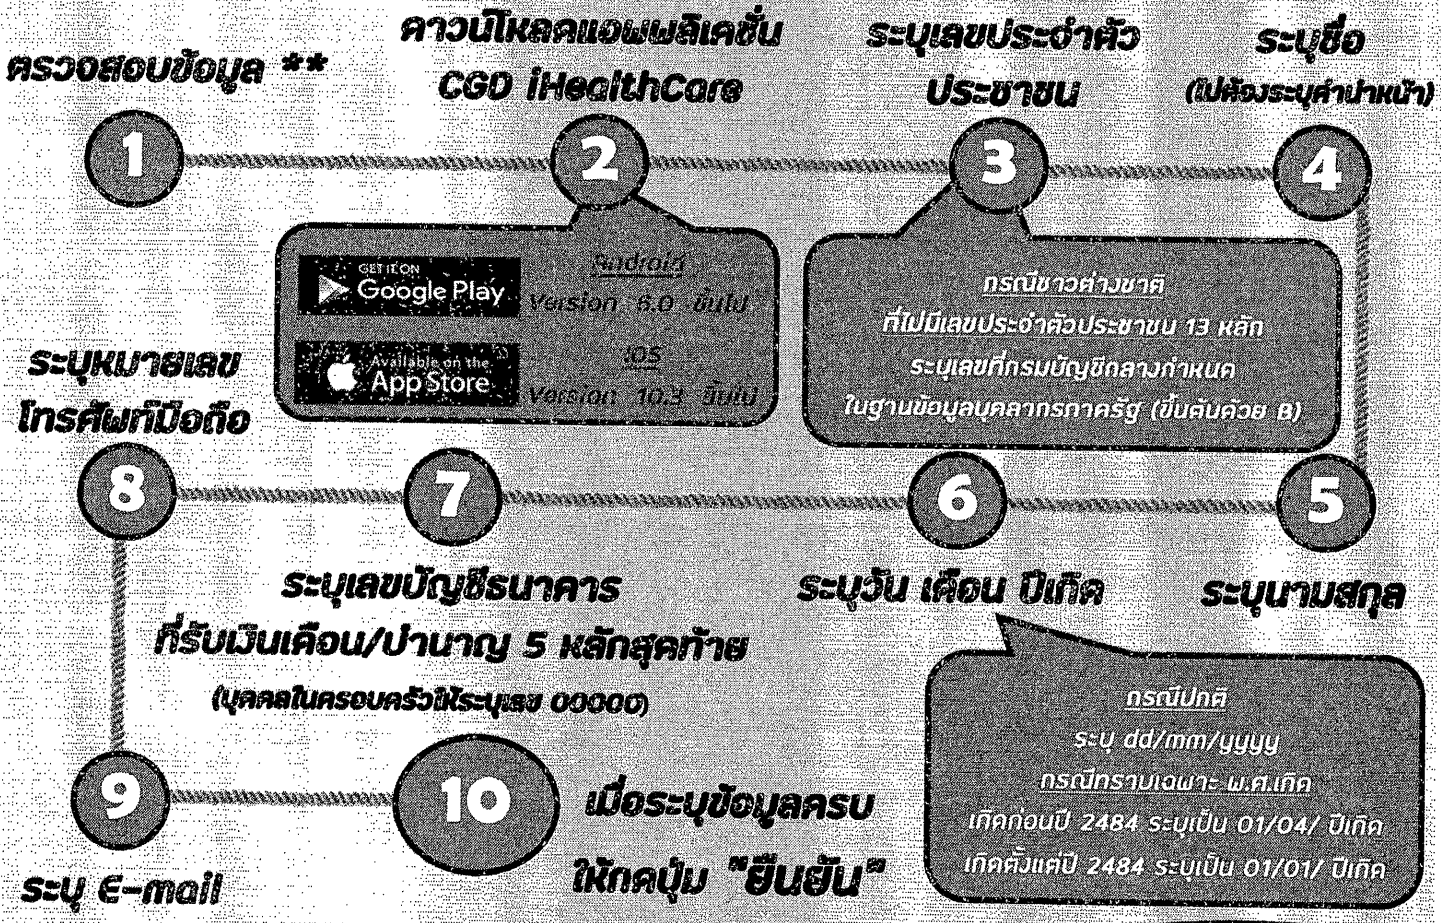 ตรวจสอบข้อมูล **
1
ดาวน์โหลดแอพพลิเคชั่น
CGD iHealthCare
2
GET IT ON
Google Play
Android
Version 6.0 ขึ้นไป
Available on the
App Store
iOS
Version 10.3 ขึ้นไป
ระบุเลขประจำตัว
ประชาชน
3
กรณีชาวต่างชาติ
ที่ไม่มีเลขประจำตัวประชาชน 13 หลัก
ระบุเลขที่กรมบัญชีกลางกำหนด
ในฐานข้อมูลบุคลากรภาครัฐ (ขึ้นต้นด้วย B)
ระบุชื่อ
(ไม่ต้องระบุคำนำหน้า)
4
5
ระบุนามสกุล
6
ระบุวัน เดือน ปีเกิด
กรณีปกติ
ระบุ dd/mm/yyyy
กรณีทราบเฉพาะ พ.ศ.เกิด
เกิดก่อนปี 2484 ระบุเป็น 01/04/ ปีเกิด
เกิดตั้งแต่ปี 2484 ระบุเป็น 01/01/ ปีเกิด
7
ระบุเลขบัญชีธนาคาร
ที่รับเงินเดือน/บำนาญ 5 หลักสุดท้าย
(บุคคลในครอบครัวให้ระบุเลข 00000)
ระบุหมายเลข
โทรศัพท์มือถือ
8
9
ระบุ E-mail
10
เมื่อระบุข้อมูลครบ
ให้กดปุ่ม "ยืนยัน"